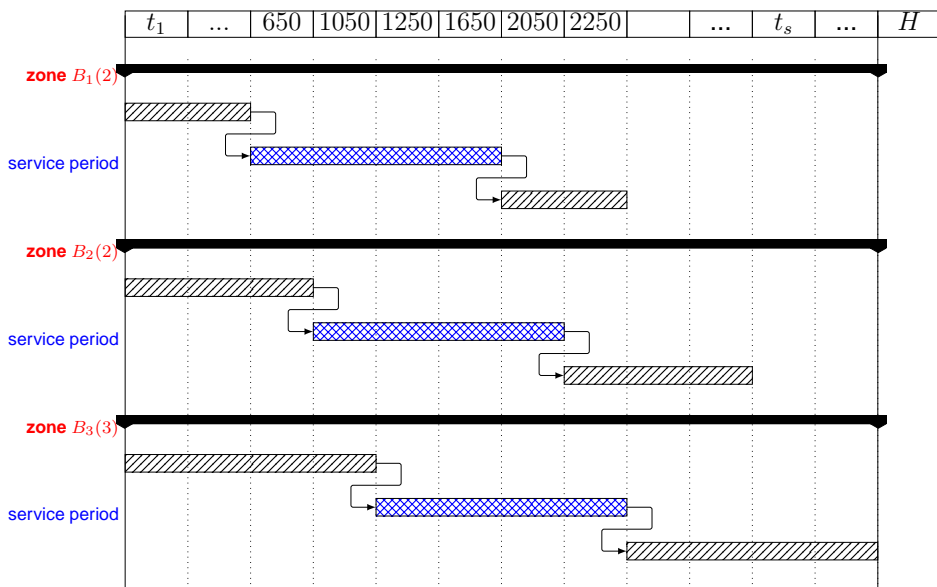 t₁ ... 650 1050 1250 1650 2050 2250 ... tₛ ... H
zone B₁(2)
service period
zone B₂(2)
service period
zone B₃(3)
service period